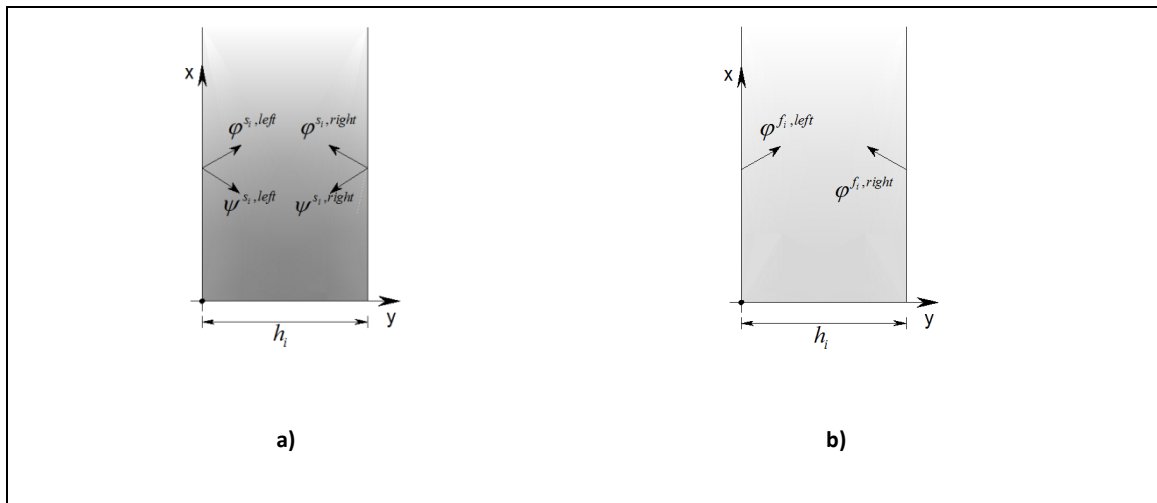 x
φ^{s_i,left} φ^{s_i,right}
ψ^{s_i,left} ψ^{s_i,right}
y
h_i
a)
x
φ^{f_i,left}
φ^{f_i,right}
y
h_i
b)